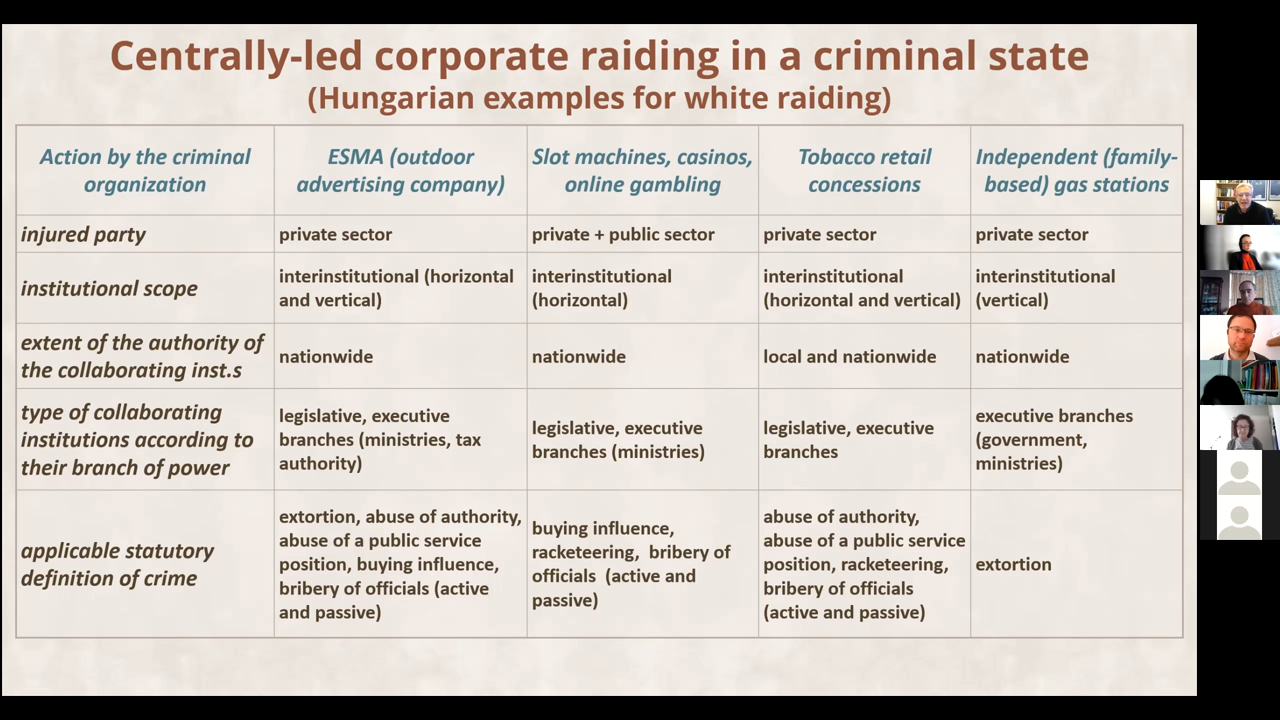 Centrally-led corporate raiding in a criminal state
(Hungarian examples for white raiding)
Action by the criminal
organization
ESMA (outdoor
advertising company)
Slot machines, casinos,
online gambling
Tobacco retail
concessions
Independent (family-
based) gas stations
injured party
private sector
private + public sector
private sector
private sector
institutional scope
interinstitutional (horizontal
and vertical)
interinstitutional
(horizontal)
interinstitutional
(horizontal and vertical)
interinstitutional
(vertical)
extent of the authority of
the collaborating inst.s
nationwide
nationwide
local and nationwide
nationwide
type of collaborating
institutions according to
their branch of power
legislative, executive
branches (ministries, tax
authority)
legislative, executive
branches (ministries)
legislative, executive
branches
executive branches
(government,
ministries)
applicable statutory
definition of crime
extortion, abuse of authority,
abuse of a public service
position, buying influence,
bribery of officials (active
and passive)
buying influence,
racketeering,  bribery of
officials  (active and
passive)
abuse of authority,
abuse of a public service
position, racketeering,
bribery of officials
(active and passive)
extortion